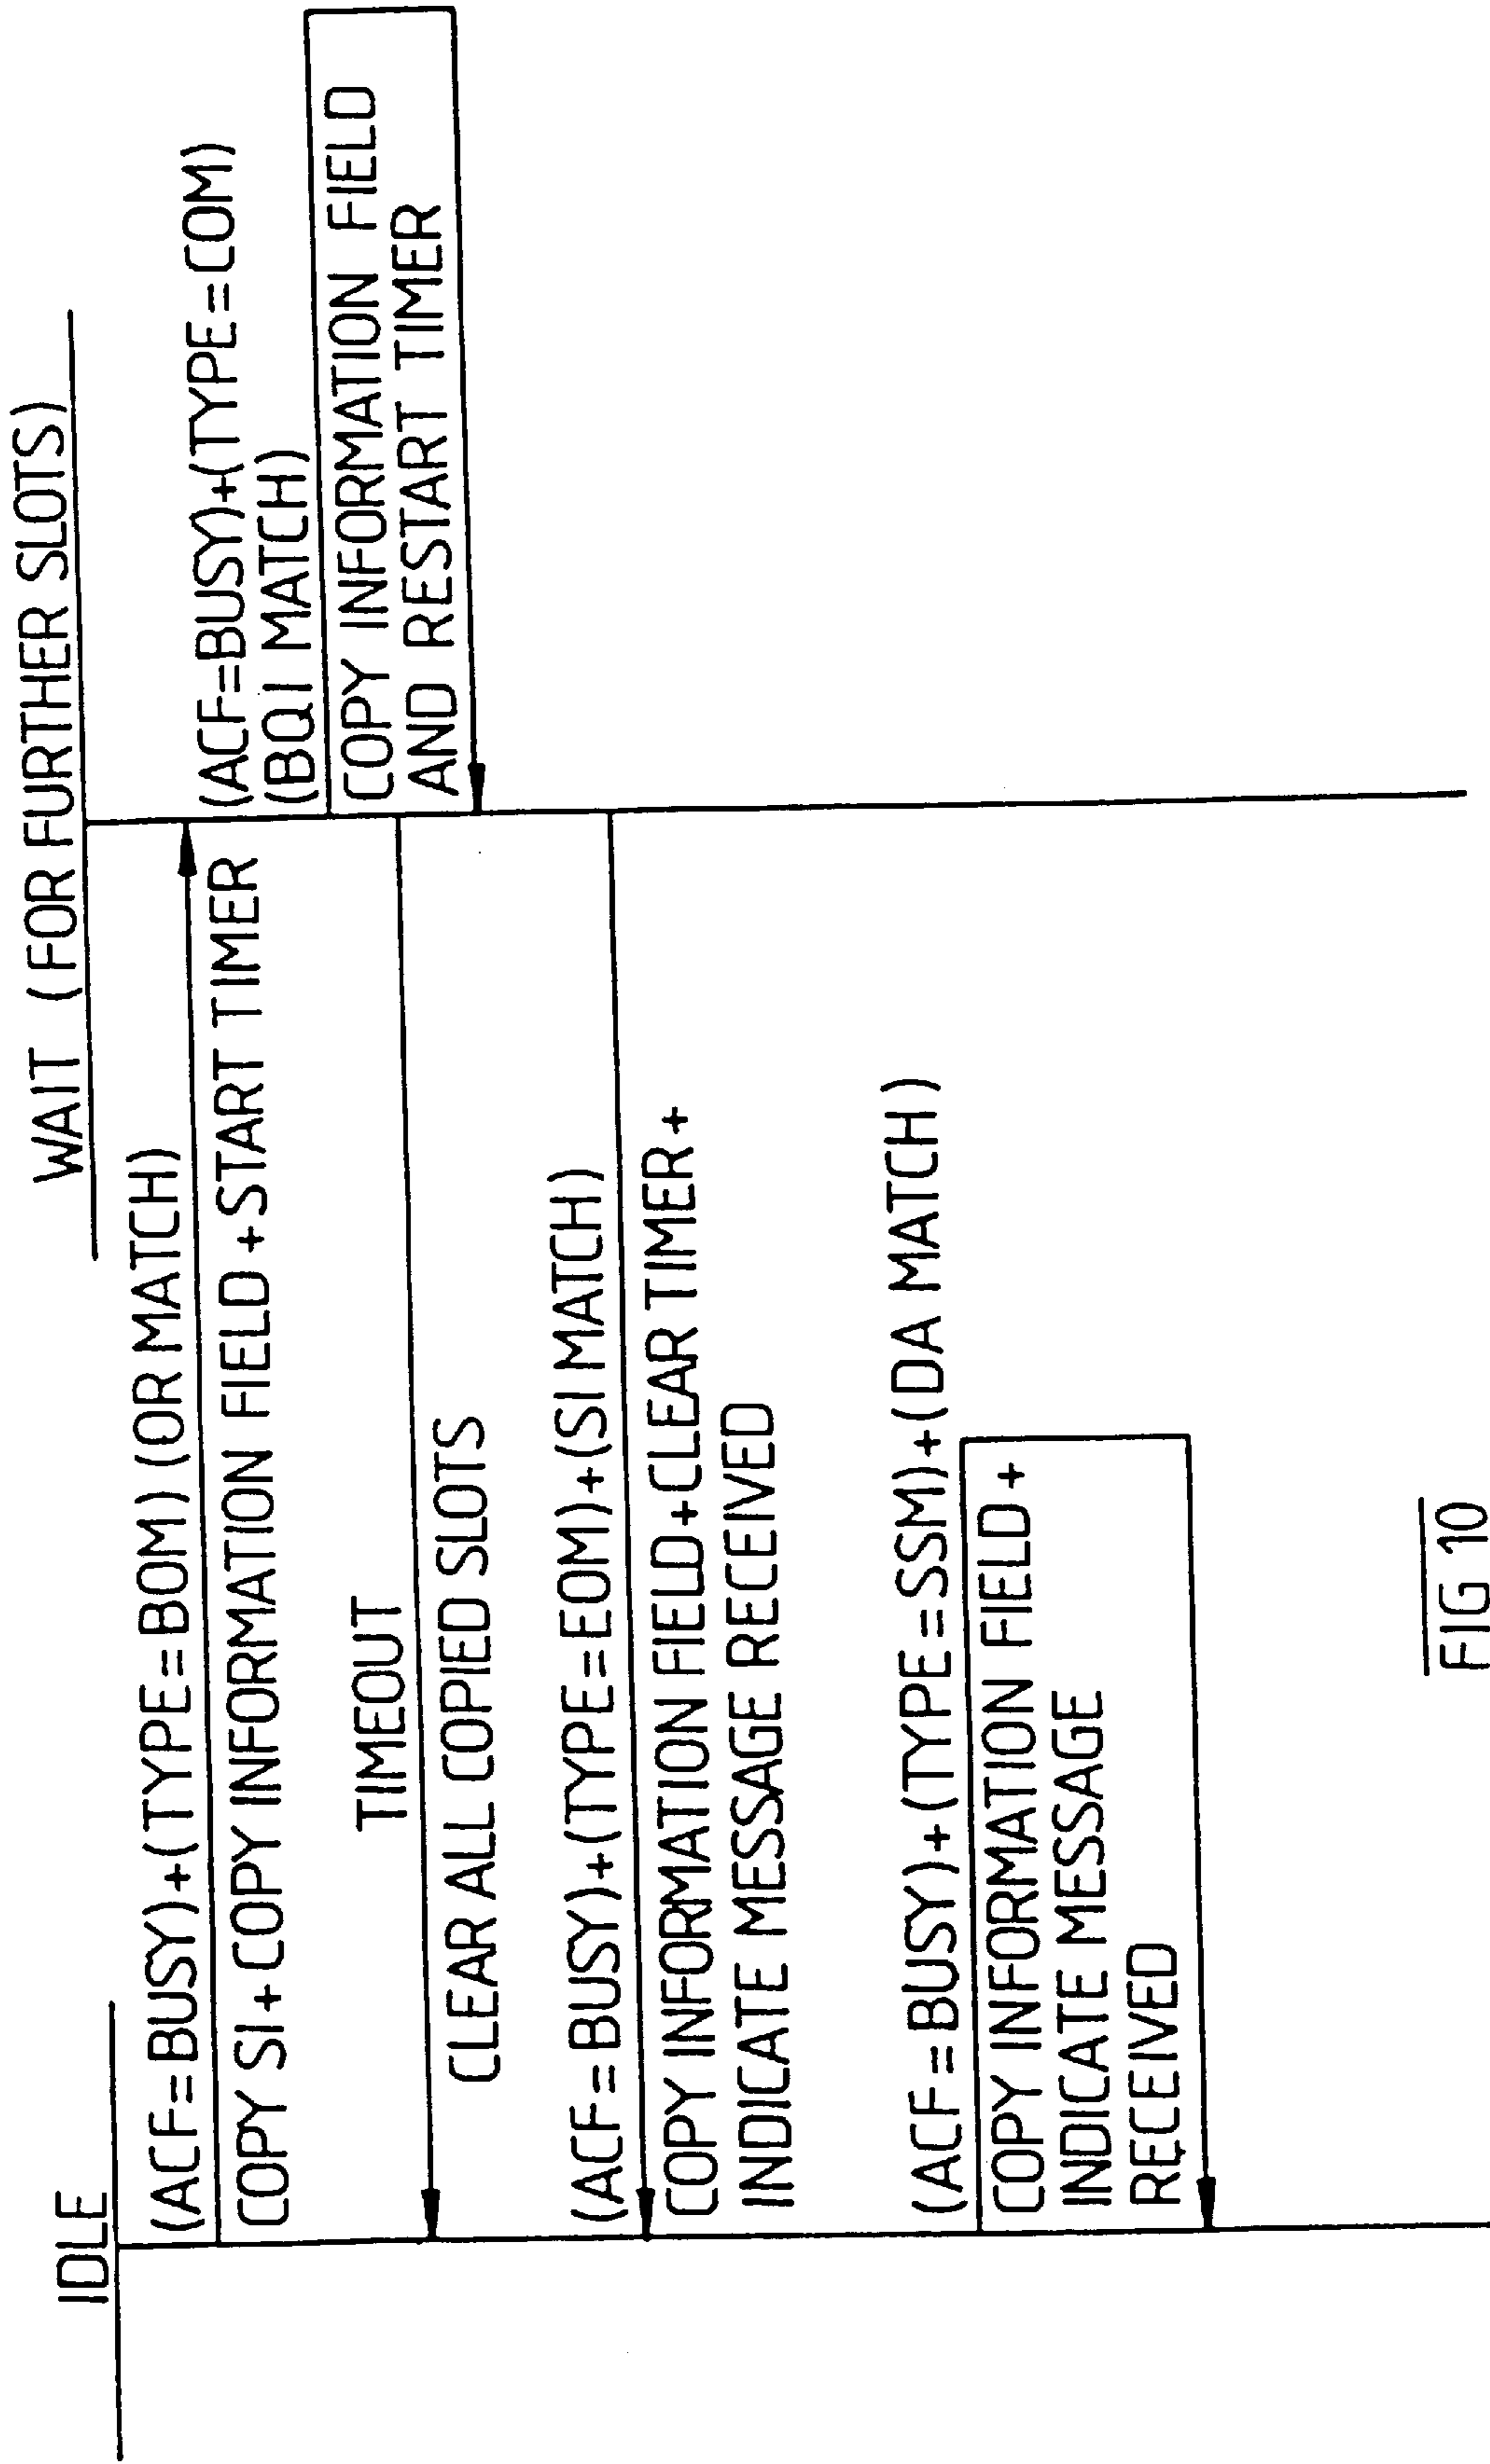 IDLE
WAIT (FOR FURTHER SLOTS)
(ACF=BUSY)+(TYPE=BOM) (OR MATCH)
COPY SI+COPY INFORMATION FIELD+START TIMER
(ACF=BUSY)+(TYPE=COM)
(BQI MATCH)
COPY INFORMATION FIELD
AND RESTART TIMER
TIMEOUT
CLEAR ALL COPIED SLOTS
(ACF=BUSY)+(TYPE=EOM)+(SI MATCH)
COPY INFORMATION FIELD+CLEAR TIMER+
INDICATE MESSAGE RECEIVED
(ACF=BUSY)+(TYPE=SSM)+(DA MATCH)
COPY INFORMATION FIELD+
INDICATE MESSAGE
RECEIVED
FIG 10